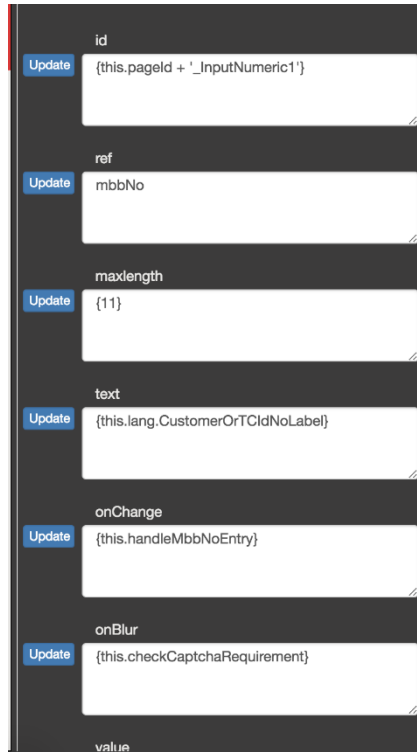 id
Update
{this.pageId + '_InputNumeric1'}
ref
Update
mbbNo
maxlength
Update
{11}
text
Update
{this.lang.CustomerOrTCIdNoLabel}
onChange
Update
{this.handleMbbNoEntry}
onBlur
Update
{this.checkCaptchaRequirement}
value